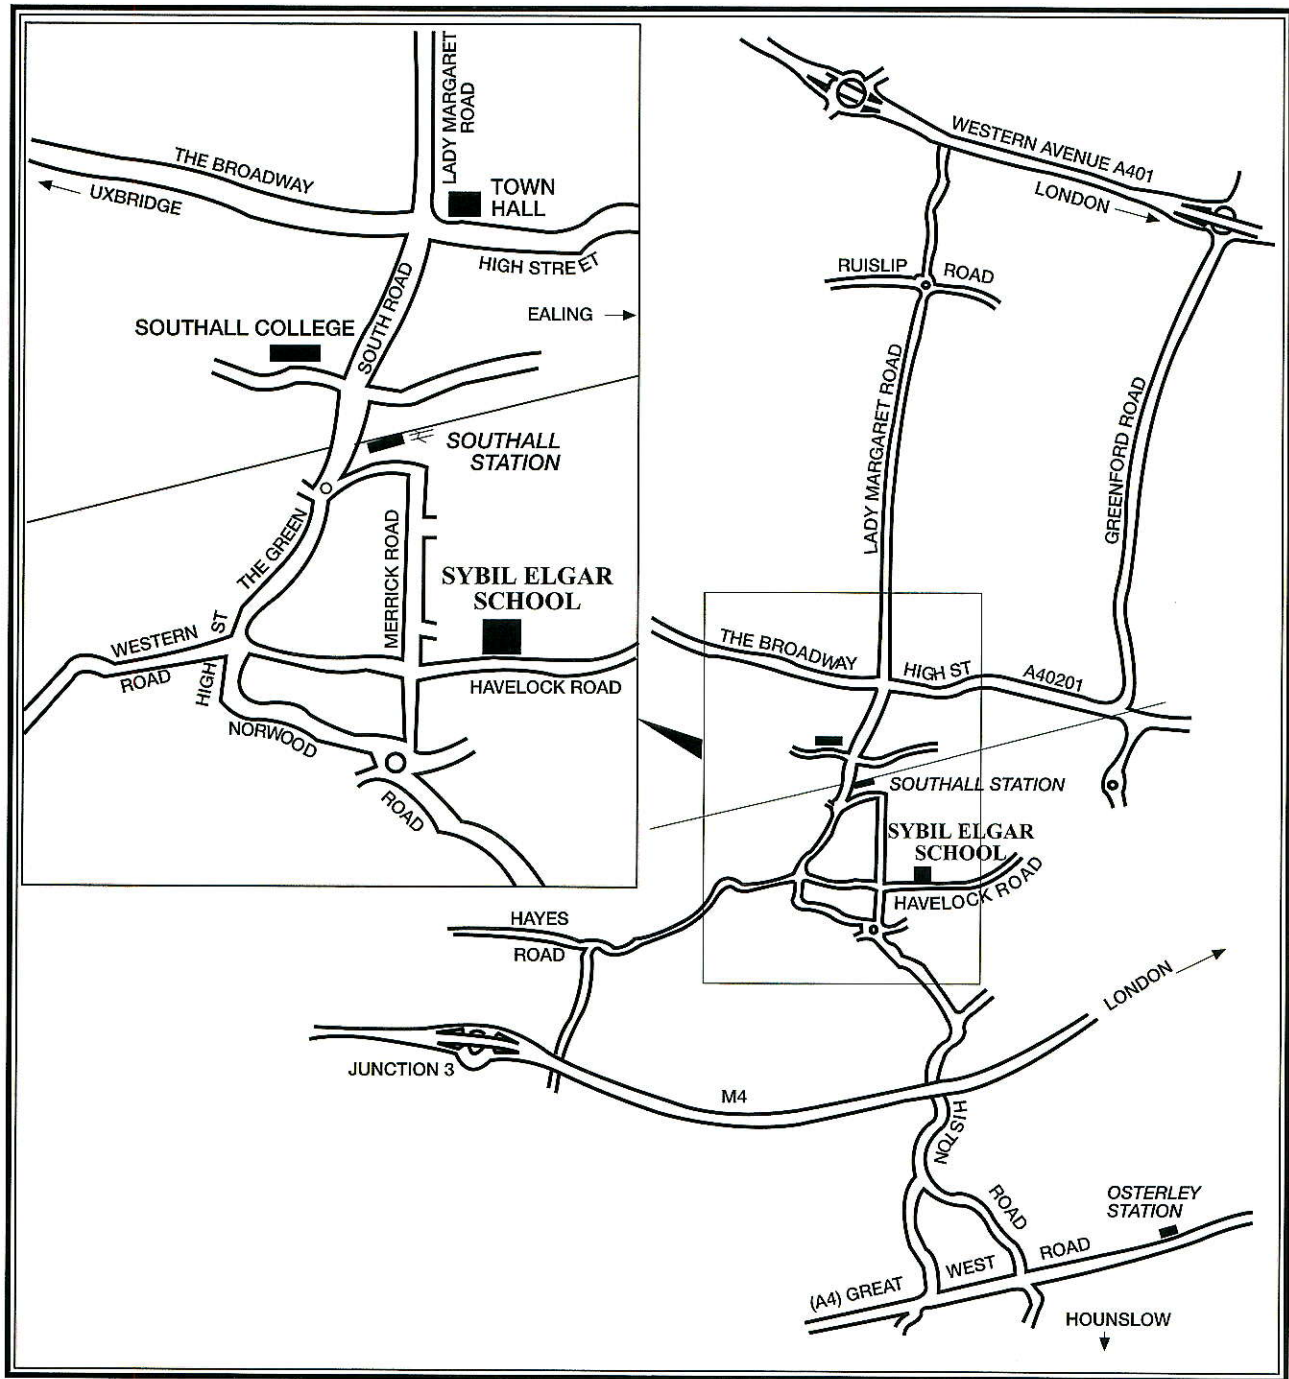 LADY MARGARET
ROAD
THE BROADWAY
UXBRIDGE
TOWN
HALL
HIGH STREET
EALING
SOUTHALL COLLEGE
SOUTH ROAD
SOUTHALL
STATION
THE GREEN
MERRICK ROAD
SYBIL ELGAR
SCHOOL
WESTERN
ROAD
HIGH ST
HAVELOCK ROAD
NORWOOD
ROAD
WESTERN AVENUE A401
LONDON
RUISLIP ROAD
LADY MARGARET ROAD
GREENFORD ROAD
THE BROADWAY
HIGH ST
A40201
SOUTHALL STATION
SYBIL ELGAR
SCHOOL
HAVELOCK ROAD
HAYES
ROAD
LONDON
JUNCTION 3
M4
HISTON
ROAD
OSTERLEY
STATION
(A4) GREAT WEST ROAD
HOUNSLOW